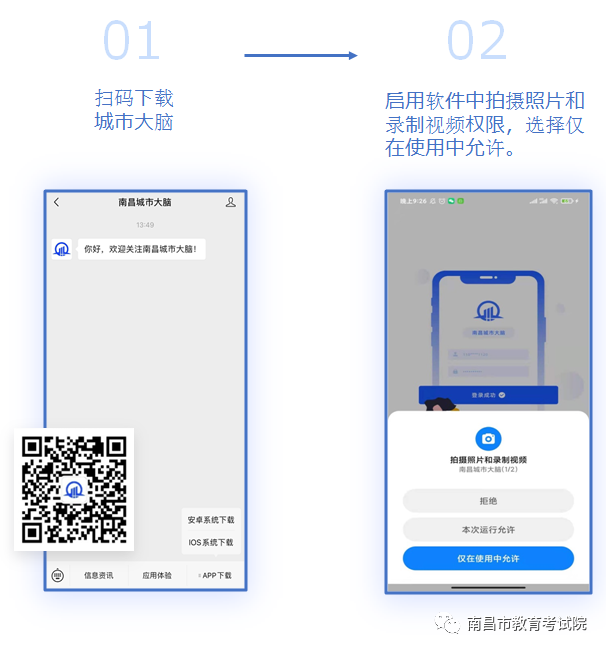 01
02
扫码下载
城市大脑
启用软件中拍摄照片和
录制视频权限，选择仅
在使用中允许。
南昌城市大脑
13:49
你好，欢迎关注南昌城市大脑！
安卓系统下载
IOS系统下载
信息资讯
应用体验
APP下载
晚上9:26
南昌城市大脑
登录成功
拍摄照片和录制视频
南昌城市大脑(1/2)
拒绝
本次运行允许
仅在使用中允许
南昌市教育考试院